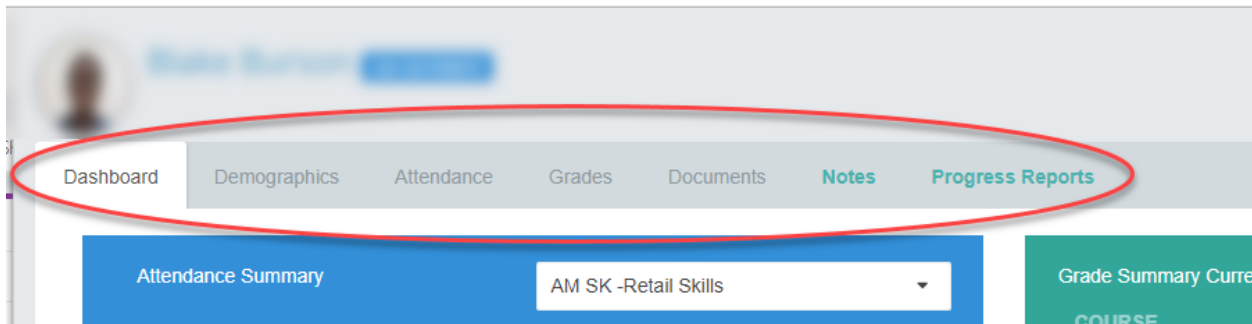 Dashboard Demographics Attendance Grades Documents Notes Progress Reports
Attendance Summary AM SK -Retail Skills Grade Summary Curre
COURSE